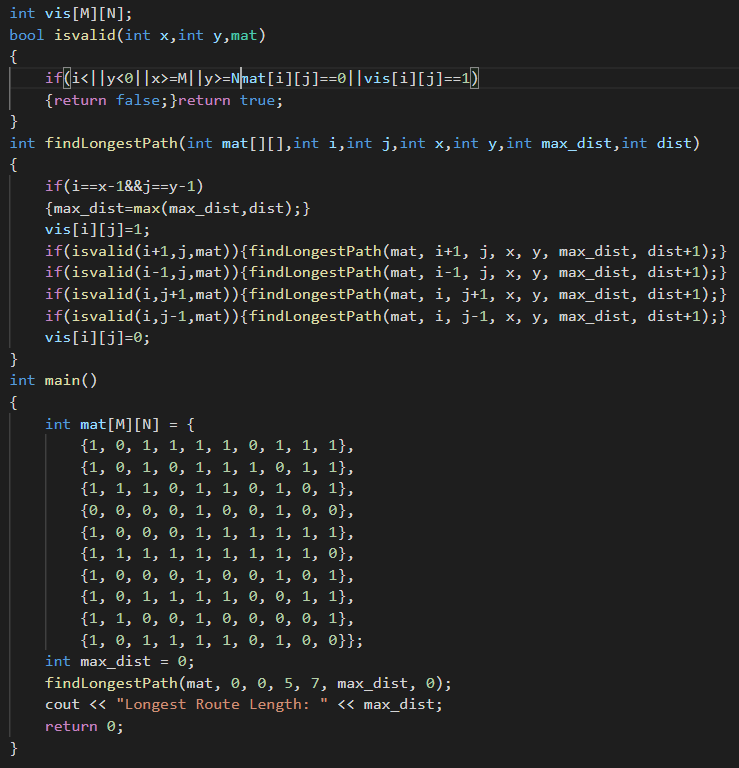 int vis[M][N];
bool isvalid(int x,int y,mat)
{
    if(i<||y<0||x>=M||y>=Nmat[i][j]==0||vis[i][j]==1)
    {return false;}return true;
}
int findLongestPath(int mat[][],int i,int j,int x,int y,int max_dist,int dist)
{
    if(i==x-1&&j==y-1)
    {max_dist=max(max_dist,dist);}
    vis[i][j]=1;
    if(isvalid(i+1,j,mat)){findLongestPath(mat, i+1, j, x, y, max_dist, dist+1);}
    if(isvalid(i-1,j,mat)){findLongestPath(mat, i-1, j, x, y, max_dist, dist+1);}
    if(isvalid(i,j+1,mat)){findLongestPath(mat, i, j+1, x, y, max_dist, dist+1);}
    if(isvalid(i,j-1,mat)){findLongestPath(mat, i, j-1, x, y, max_dist, dist+1);}
    vis[i][j]=0;
}
int main()
{
    int mat[M][N] = {
        {1, 0, 1, 1, 1, 1, 0, 1, 1, 1},
        {1, 0, 1, 0, 1, 1, 1, 0, 1, 1},
        {1, 1, 1, 0, 1, 1, 0, 1, 0, 1},
        {0, 0, 0, 0, 1, 0, 0, 1, 0, 0},
        {1, 0, 0, 0, 1, 1, 1, 1, 1, 1},
        {1, 1, 1, 1, 1, 1, 1, 1, 1, 0},
        {1, 0, 0, 0, 1, 0, 0, 1, 0, 1},
        {1, 0, 1, 1, 1, 1, 0, 0, 1, 1},
        {1, 1, 0, 0, 1, 0, 0, 0, 0, 1},
        {1, 0, 1, 1, 1, 1, 0, 1, 0, 0}};
    int max_dist = 0;
    findLongestPath(mat, 0, 0, 5, 7, max_dist, 0);
    cout << "Longest Route Length: " << max_dist;
    return 0;
}